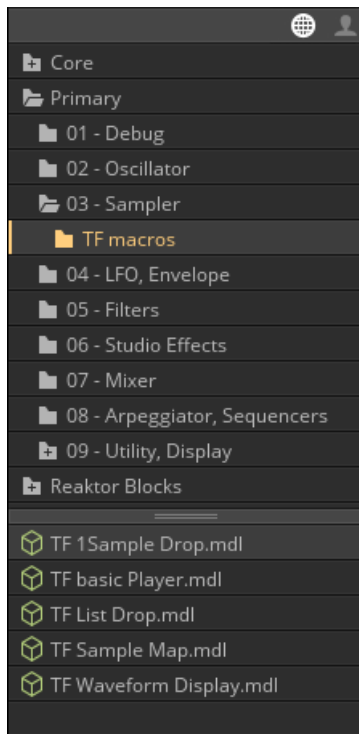 Core
Primary
01 - Debug
02 - Oscillator
03 - Sampler
TF macros
04 - LFO, Envelope
05 - Filters
06 - Studio Effects
07 - Mixer
08 - Arpeggiator, Sequencers
09 - Utility, Display
Reaktor Blocks
TF 1Sample Drop.mdl
TF basic Player.mdl
TF List Drop.mdl
TF Sample Map.mdl
TF Waveform Display.mdl